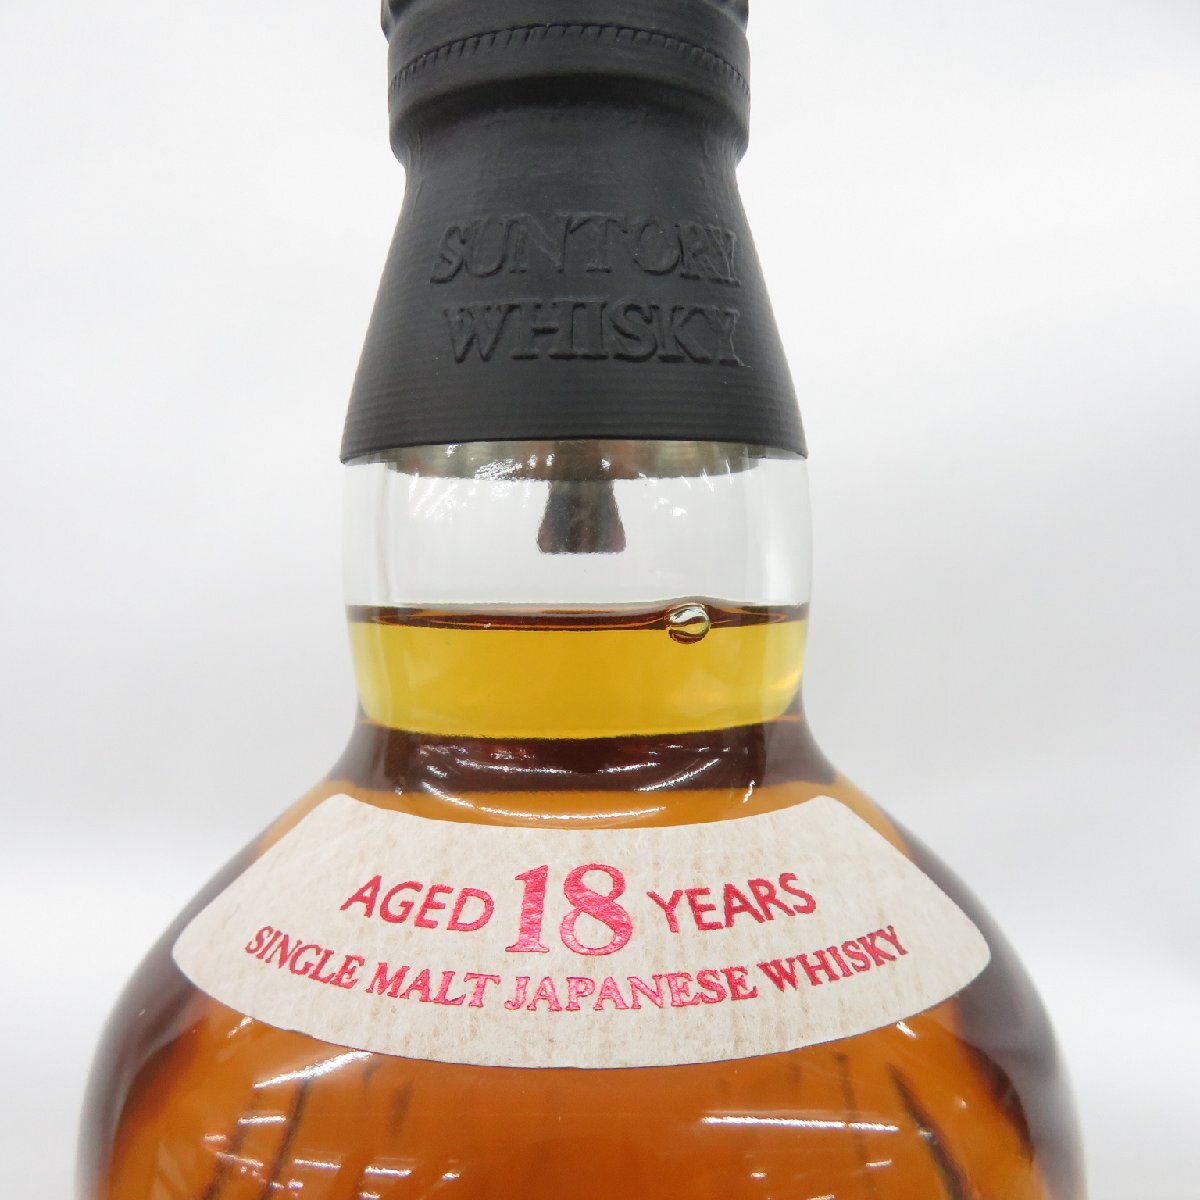 SUNTORY
WHISKY
AGED 18 YEARS
SINGLE MALT JAPANESE WHISKY